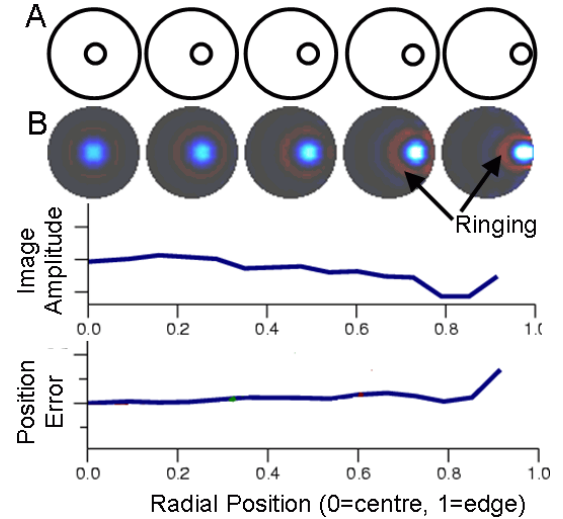 A
B
Ringing
Image
Amplitude
0.0 0.2 0.4 0.6 0.8 1.0
Position
Error
0.0 0.2 0.4 0.6 0.8 1.0
Radial Position (0=centre, 1=edge)